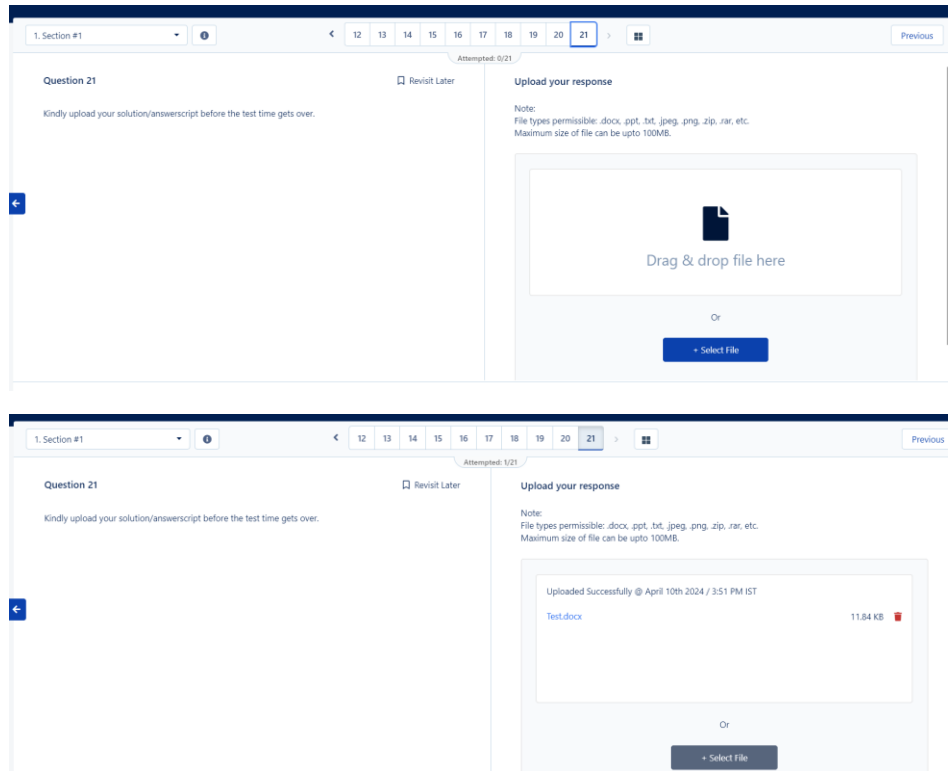 1. Section #1
12 13 14 15 16 17 18 19 20 21
Previous
Attempted: 0/21
Question 21
Revisit Later
Kindly upload your solution/answerscript before the test time gets over.
Upload your response
Note:
File types permissible: .docx, .ppt, .txt, .jpeg, .png, .zip, .rar, etc.
Maximum size of file can be upto 100MB.
Drag & drop file here
Or
+ Select File
1. Section #1
12 13 14 15 16 17 18 19 20 21
Previous
Attempted: 1/21
Question 21
Revisit Later
Kindly upload your solution/answerscript before the test time gets over.
Upload your response
Note:
File types permissible: .docx, .ppt, .txt, .jpeg, .png, .zip, .rar, etc.
Maximum size of file can be upto 100MB.
Uploaded Successfully @ April 10th 2024 / 3:51 PM IST
Test.docx 11.84 KB
Or
+ Select File